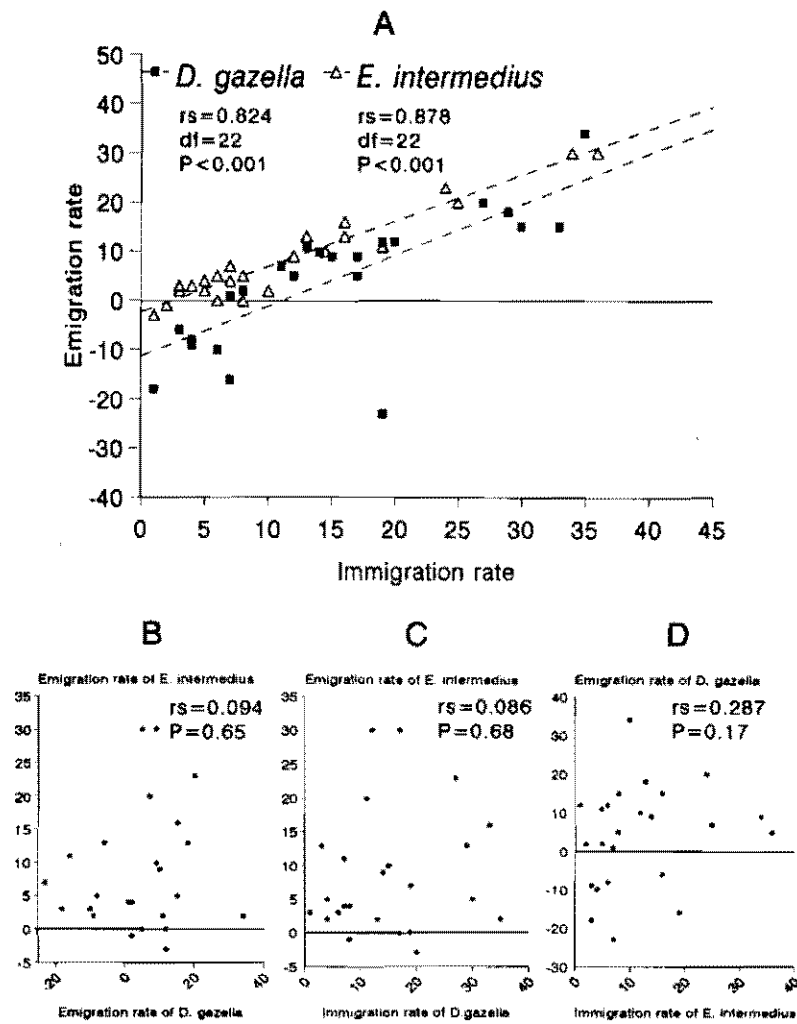 A
D. gazella E. intermedius
rs=0.824 rs=0.878
df=22 df=22
P<0.001 P<0.001
Emigration rate
50
40
30
20
10
0
-10
-20
-30
-40
0 5 10 15 20 25 30 35 40 45
Immigration rate
B
Emigration rate of E. intermedius
rs=0.094
P=0.65
35
30
25
20
15
10
5
0
-5
-20 0 20 40
Emigration rate of D. gazella
C
Emigration rate of E. intermedius
rs=0.086
P=0.68
35
30
25
20
15
10
5
0
-5
0 10 20 30 40
Immigration rate of D.gazella
D
Emigration rate of D. gazella
rs=0.287
P=0.17
40
30
20
10
0
-10
-20
-30
0 10 20 30 40
Immigration rate of E. intermedius